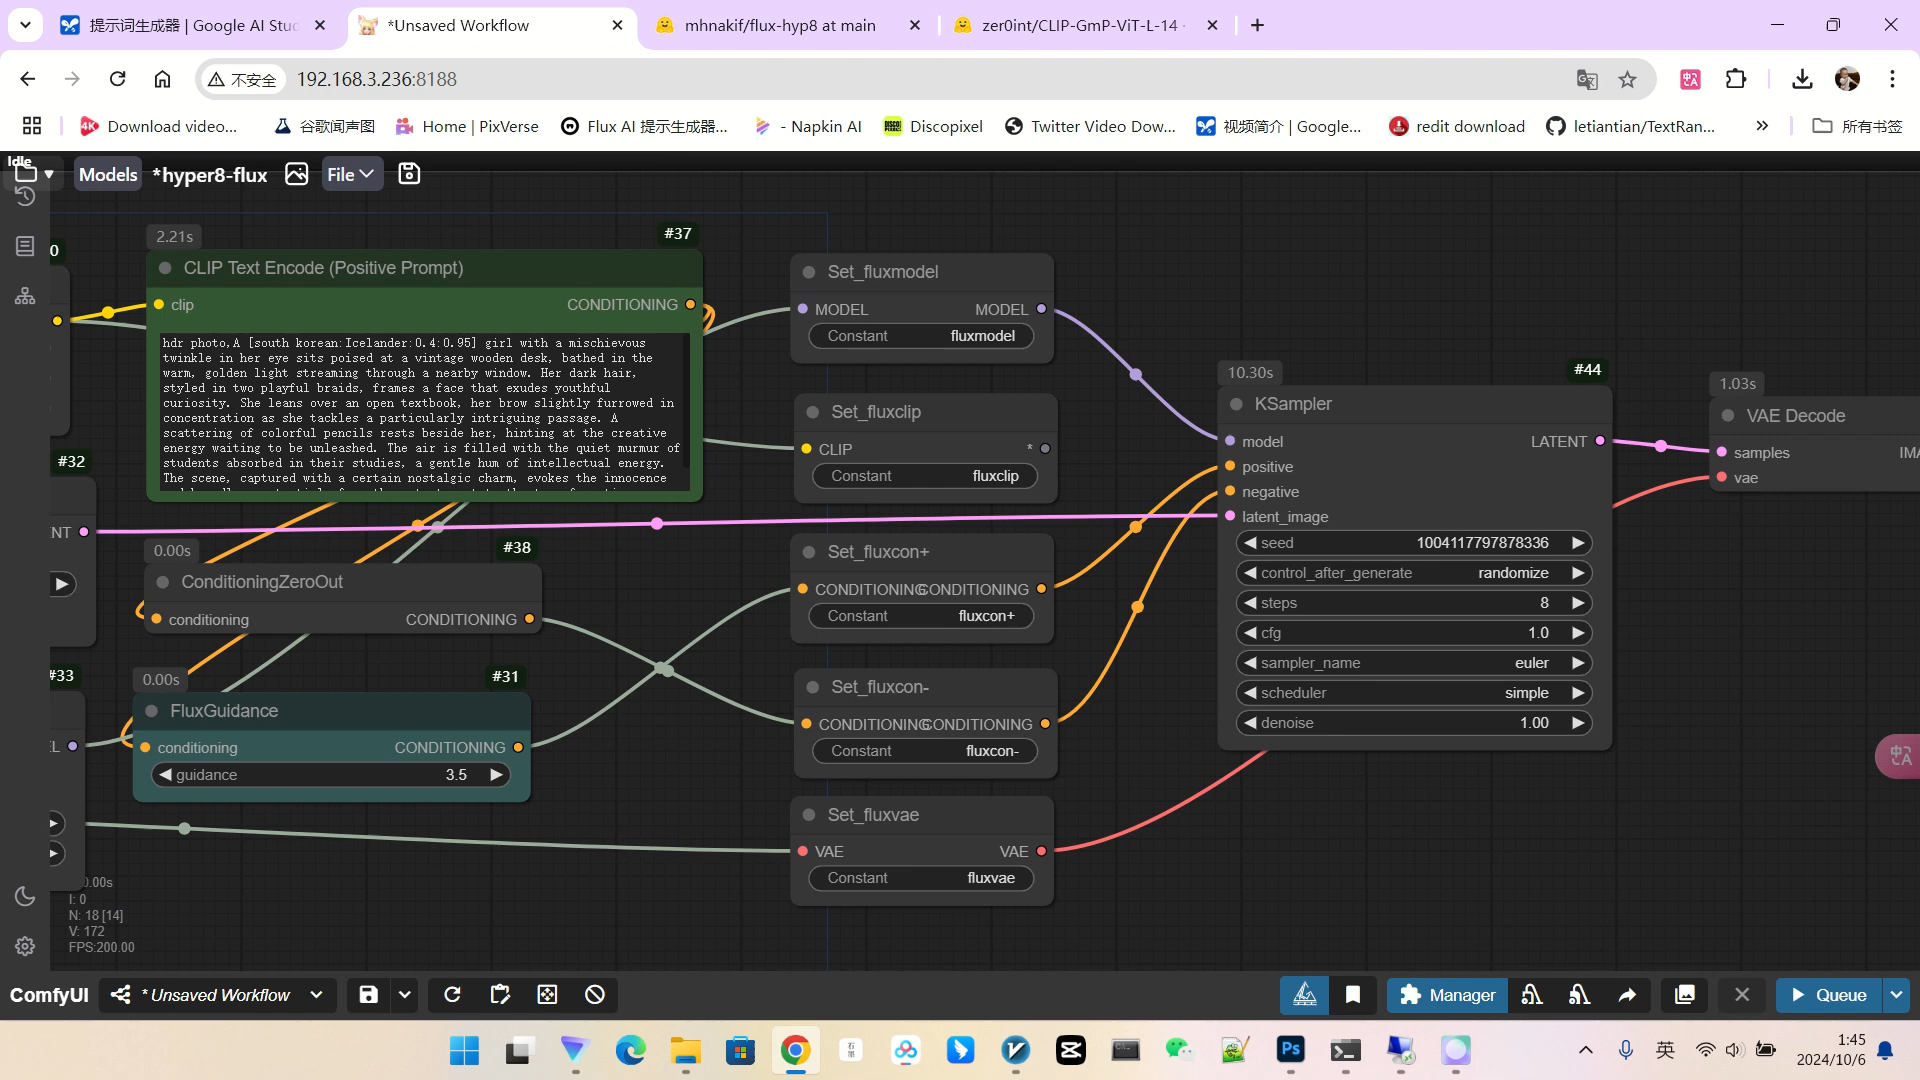 提示词生成器 | Google AI Stu
*Unsaved Workflow
mhnakif/flux-hyp8 at main
zer0int/CLIP-GmP-ViT-L-14
不安全
192.168.3.236:8188
Download video...
谷歌闻声图
Home | PixVerse
Flux AI 提示生成器...
- Napkin AI
Discopixel
Twitter Video Dow...
视频简介 | Google...
redit download
letiantian/TextRan...
所有书签
Idle
Models
*hyper8-flux
File
0
2.21s
#37
CLIP Text Encode (Positive Prompt)
clip
CONDITIONING
hdr photo,A [south korean:Icelander:0.4:0.95] girl with a mischievous
twinkle in her eye sits poised at a vintage wooden desk, bathed in the
warm, golden light streaming through a nearby window. Her dark hair,
styled in two playful braids, frames a face that exudes youthful
curiosity. She leans over an open textbook, her brow slightly furrowed in
concentration as she tackles a particularly intriguing passage. A
scattering of colorful pencils rests beside her, hinting at the creative
energy waiting to be unleashed. The air is filled with the quiet murmur of
students absorbed in their studies, a gentle hum of intellectual energy.
The scene, captured with a certain nostalgic charm, evokes the innocence
Set_fluxmodel
MODEL
MODEL
Constant
fluxmodel
Set_fluxclip
CLIP
*
Constant
fluxclip
#32
NT
0.00s
#38
ConditioningZeroOut
conditioning
CONDITIONING
Set_fluxcon+
CONDITIONING
CONDITIONING
Constant
fluxcon+
#33
0.00s
#31
FluxGuidance
conditioning
CONDITIONING
guidance
3.5
L
Set_fluxcon-
CONDITIONING
CONDITIONING
Constant
fluxcon-
Set_fluxvae
VAE
VAE
Constant
fluxvae
10.30s
#44
KSampler
model
LATENT
positive
negative
latent_image
seed
1004117797878336
control_after_generate
randomize
steps
8
cfg
1.0
sampler_name
euler
scheduler
simple
denoise
1.00
1.03s
VAE Decode
samples
IMA
vae
0.00s
I: 0
N: 18 [14]
V: 172
FPS:200.00
ComfyUI
* Unsaved Workflow
Manager
Queue
英
1:45
2024/10/6